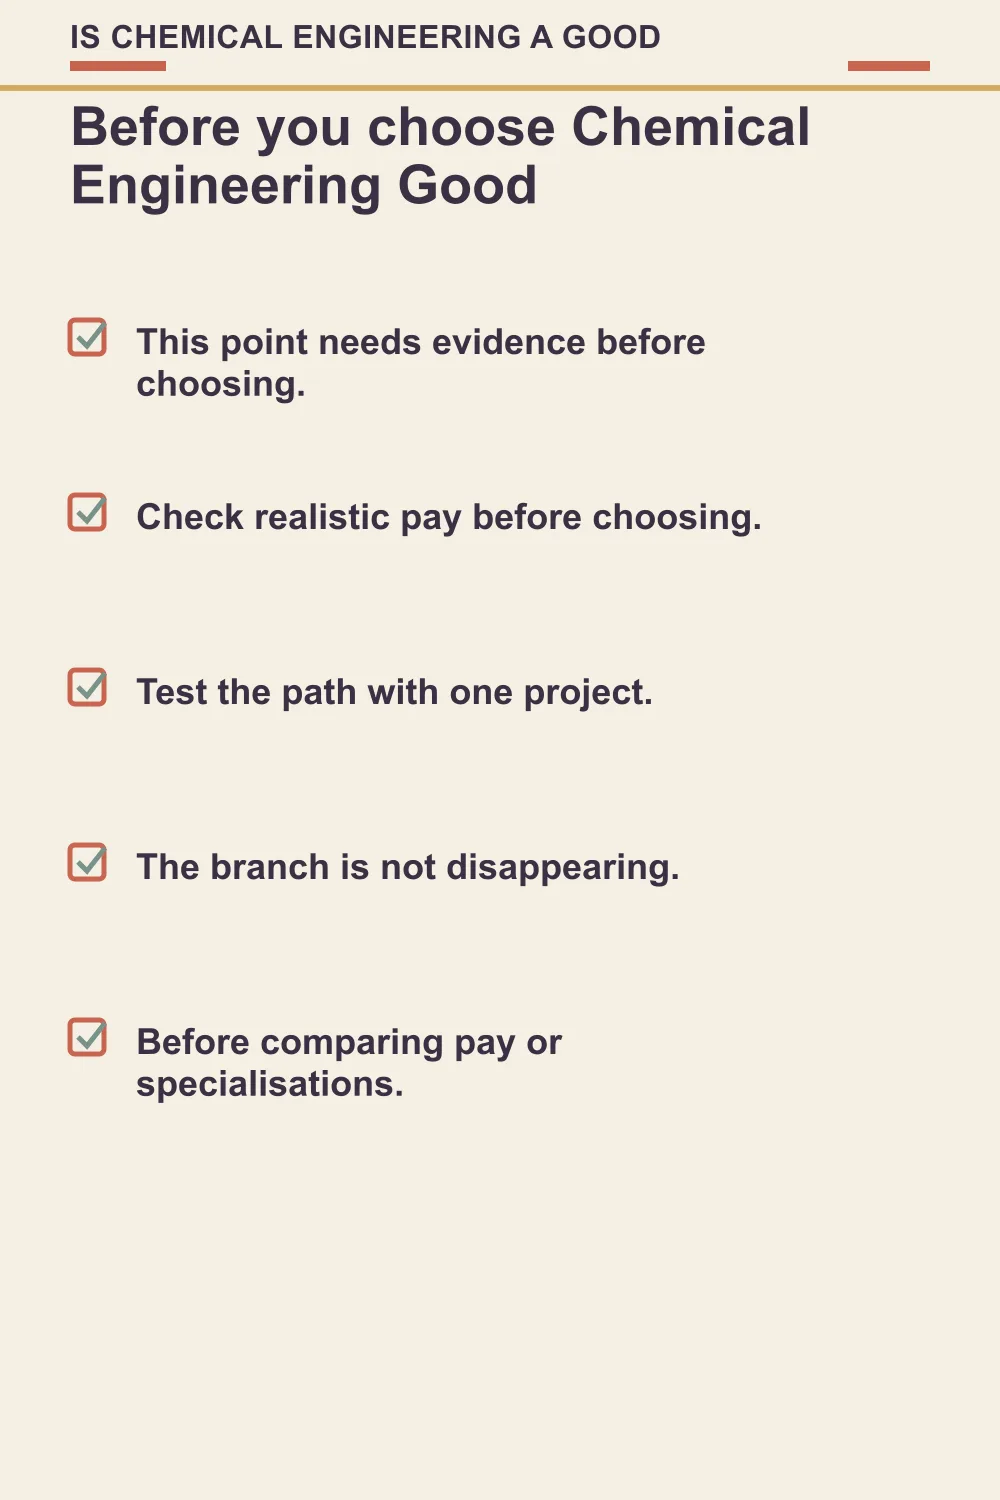 IS CHEMICAL ENGINEERING A GOOD
Before you choose Chemical
Engineering Good
This point needs evidence before
choosing.
Check realistic pay before choosing.
Test the path with one project.
The branch is not disappearing.
Before comparing pay or
specialisations.